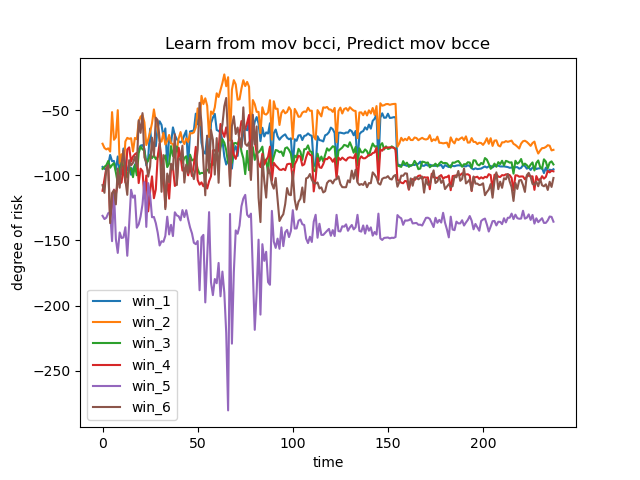 Learn from mov bcci, Predict mov bcce
degree of risk
−50
−100
−150
−200
−250
win_1
win_2
win_3
win_4
win_5
win_6
0
50
100
150
200
time